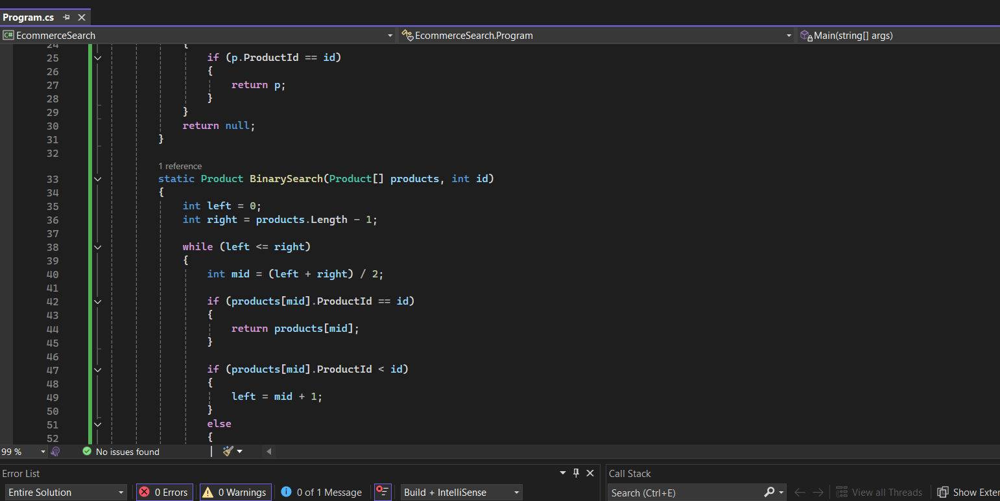 Program.cs
C# EcommerceSearch EcommerceSearch.Program Main(string[] args)
24 {
25 if (p.ProductId == id)
26 {
27 return p;
28 }
29 }
30 return null;
31 }
32
1 reference
33 static Product BinarySearch(Product[] products, int id)
34 {
35 int left = 0;
36 int right = products.Length - 1;
37
38 while (left <= right)
39 {
40 int mid = (left + right) / 2;
41
42 if (products[mid].ProductId == id)
43 {
44 return products[mid];
45 }
46
47 if (products[mid].ProductId < id)
48 {
49 left = mid + 1;
50 }
51 else
52 {
99 % No issues found
Error List Call Stack
Entire Solution 0 Errors 0 Warnings 0 of 1 Message Build + IntelliSense Search (Ctrl+E) View all Threads Show Exter